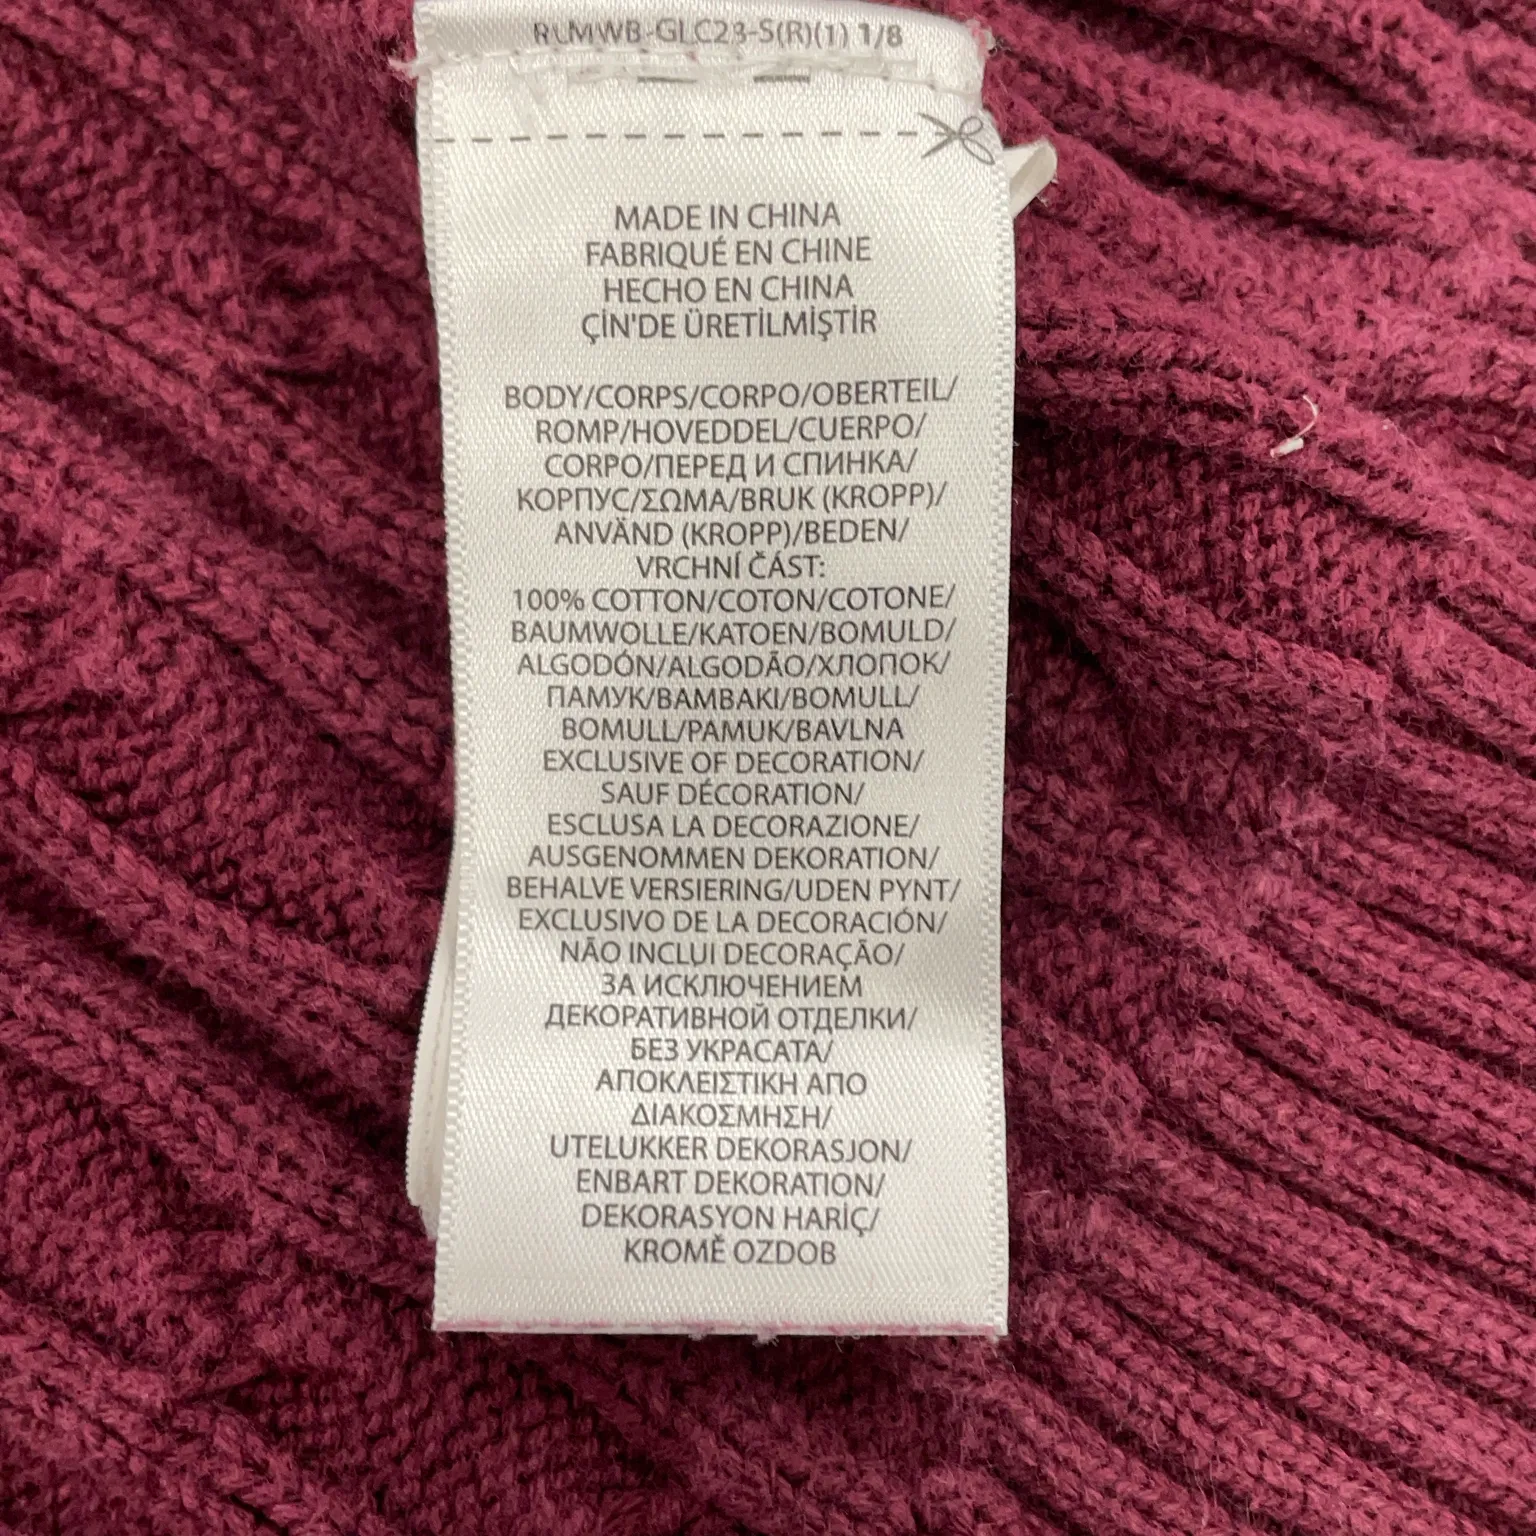 RLMWB-GLC23-S(R)(1) 1/8
MADE IN CHINA
FABRIQUÉ EN CHINE
HECHO EN CHINA
ÇİN'DE ÜRETİLMİŞTİR
BODY/CORPS/CORPO/OBERTEIL/
ROMP/HOVEDDEL/CUERPO/
CORPO/ПЕРЕД И СПИНКА/
КОРПУС/ΣΩΜΑ/BRUK (KROPP)/
ANVÄND (KROPP)/BEDEN/
VRCHNÍ ČÁST:
100% COTTON/COTON/COTONE/
BAUMWOLLE/KATOEN/BOMULD/
ALGODÓN/ALGODÃO/ХЛОПОК/
ПАМУК/ΒΑΜΒΑΚΙ/BOMULL/
BOMULL/PAMUK/BAVLNA
EXCLUSIVE OF DECORATION/
SAUF DÉCORATION/
ESCLUSA LA DECORAZIONE/
AUSGENOMMEN DEKORATION/
BEHALVE VERSIERING/UDEN PYNT/
EXCLUSIVO DE LA DECORACIÓN/
NÃO INCLUI DECORAÇÃO/
ЗА ИСКЛЮЧЕНИЕМ
ДЕКОРАТИВНОЙ ОТДЕЛКИ/
БЕЗ УКРАСАТА/
ΑΠΟΚΛΕΙΣΤΙΚΗ ΑΠΟ
ΔΙΑΚΟΣΜΗΣΗ/
UTELUKKER DEKORASJON/
ENBART DEKORATION/
DEKORASYON HARİÇ/
KROMĚ OZDOB